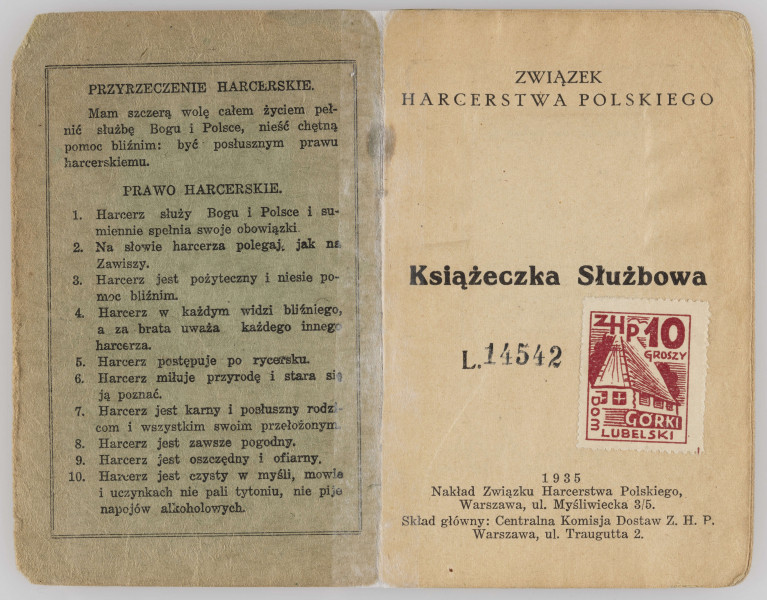 PRZYRZECZENIE HARCERSKIE.
Mam szczerą wolę całem życiem peł-
nić służbę Bogu i Polsce, nieść chętną
pomoc bliźnim: być posłusznym prawu
harcerskiemu.
PRAWO HARCERSKIE.
1. Harcerz służy Bogu i Polsce i su-
miennie spełnia swoje obowiązki
2. Na słowie harcerza polegaj, jak na
Zawiszy.
3. Harcerz jest pożyteczny i niesie po-
moc bliźnim.
4. Harcerz w każdym widzi bliźniego,
a za brata uważa każdego innego
harcerza.
5. Harcerz postępuje po rycersku.
6. Harcerz miłuje przyrodę i stara się
ją poznać.
7. Harcerz jest karny i posłuszny rodzi-
com i wszystkim swoim przełożonym.
8. Harcerz jest zawsze pogodny.
9. Harcerz jest oszczędny i ofiarny.
10. Harcerz jest czysty w myśli, mowie
i uczynkach nie pali tytoniu, nie pije
napojów alkoholowych.
ZWIĄZEK
HARCERSTWA POLSKIEGO
Książeczka Służbowa
L. 14542
ZHP 10
GROSZY
DOM
GÓRKI
LUBELSKI
1935
Nakład Związku Harcerstwa Polskiego,
Warszawa, ul. Myśliwiecka 3/5.
Skład główny: Centralna Komisja Dostaw Z. H. P.
Warszawa, ul. Traugutta 2.